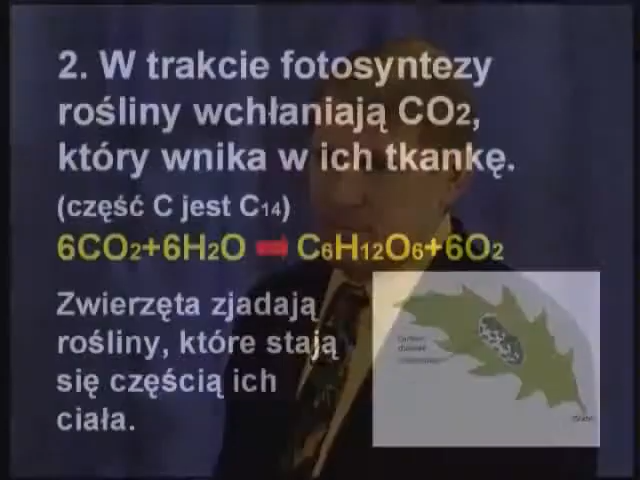 2. W trakcie fotosyntezy
rośliny wchłaniają CO2,
który wnika w ich tkankę.
(część C jest C14)
6CO2+6H2O ➡ C6H12O6+6O2
Zwierzęta zjadają
rośliny, które stają
się częścią ich
ciała.